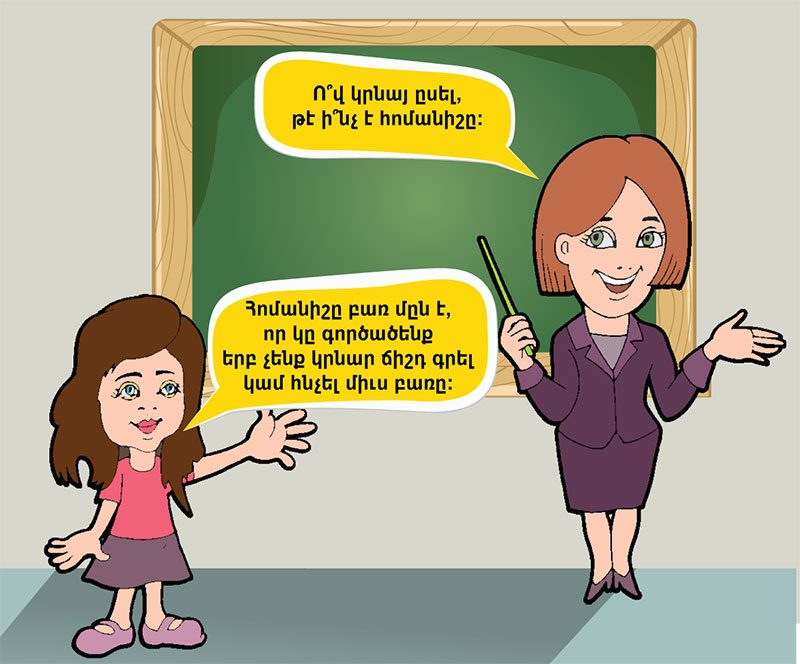 Ո՞վ կրնայ ըսել,
թէ ի՞նչ է հոմանիշը:
Հոմանիշը բառ մըն է,
որ կը գործածենք
երբ չենք կրնար ճիշդ գրել
կամ հնչել միւս բառը: